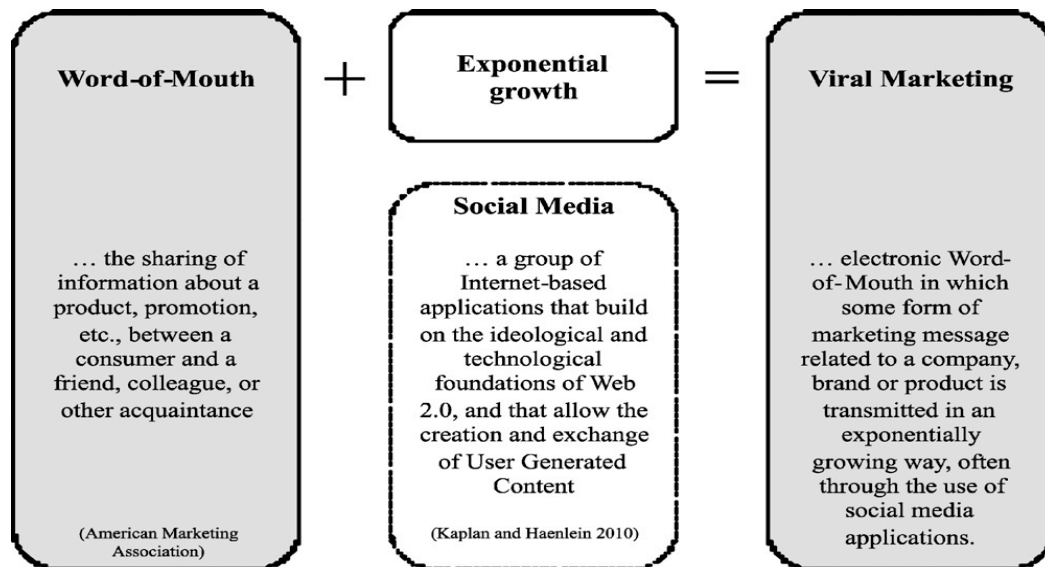 Word-of-Mouth
… the sharing of
information about a
product, promotion,
etc., between a
consumer and a
friend, colleague, or
other acquaintance
(American Marketing
Association)
+
Exponential
growth
Social Media
… a group of
Internet-based
applications that build
on the ideological and
technological
foundations of Web
2.0, and that allow the
creation and exchange
of User Generated
Content
(Kaplan and Haenlein 2010)
=
Viral Marketing
… electronic Word-
of-Mouth in which
some form of
marketing message
related to a company,
brand or product is
transmitted in an
exponentially
growing way, often
through the use of
social media
applications.